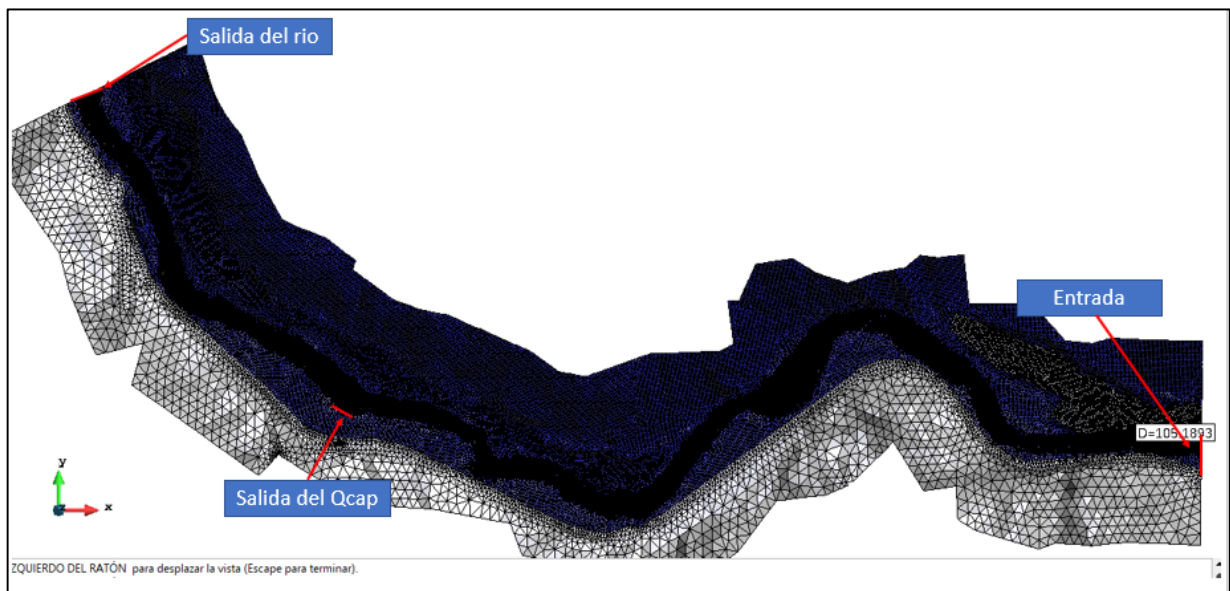 Salida del rio
Entrada
D=105.1893
Salida del Qcap
y
x
ZQUIERDO DEL RATÓN para desplazar la vista (Escape para terminar).